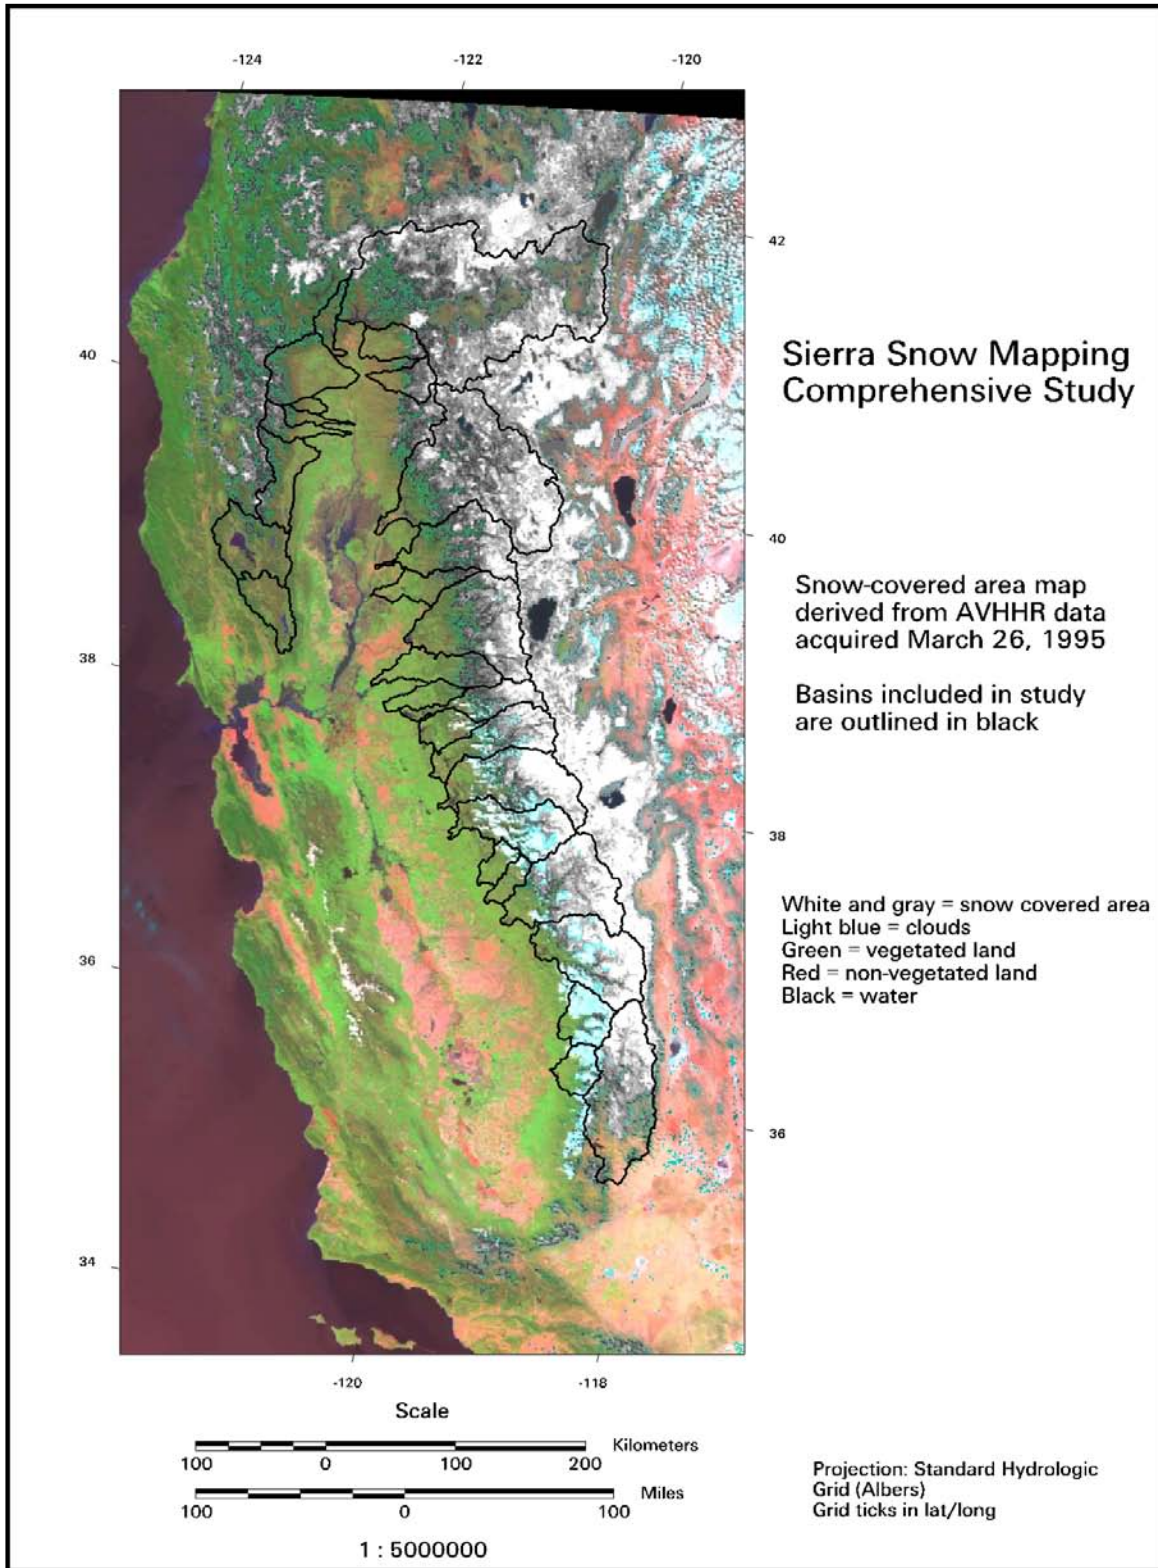 -124
-122
-120
42
40
Sierra Snow Mapping
Comprehensive Study
40
Snow-covered area map
derived from AVHHR data
acquired March 26, 1995
38
Basins included in study
are outlined in black
38
White and gray = snow covered area
Light blue = clouds
Green = vegetated land
Red = non-vegetated land
Black = water
36
36
34
-120
-118
Scale
Kilometers
100 0 100 200
Miles
100 0 100
1 : 5000000
Projection: Standard Hydrologic
Grid (Albers)
Grid ticks in lat/long